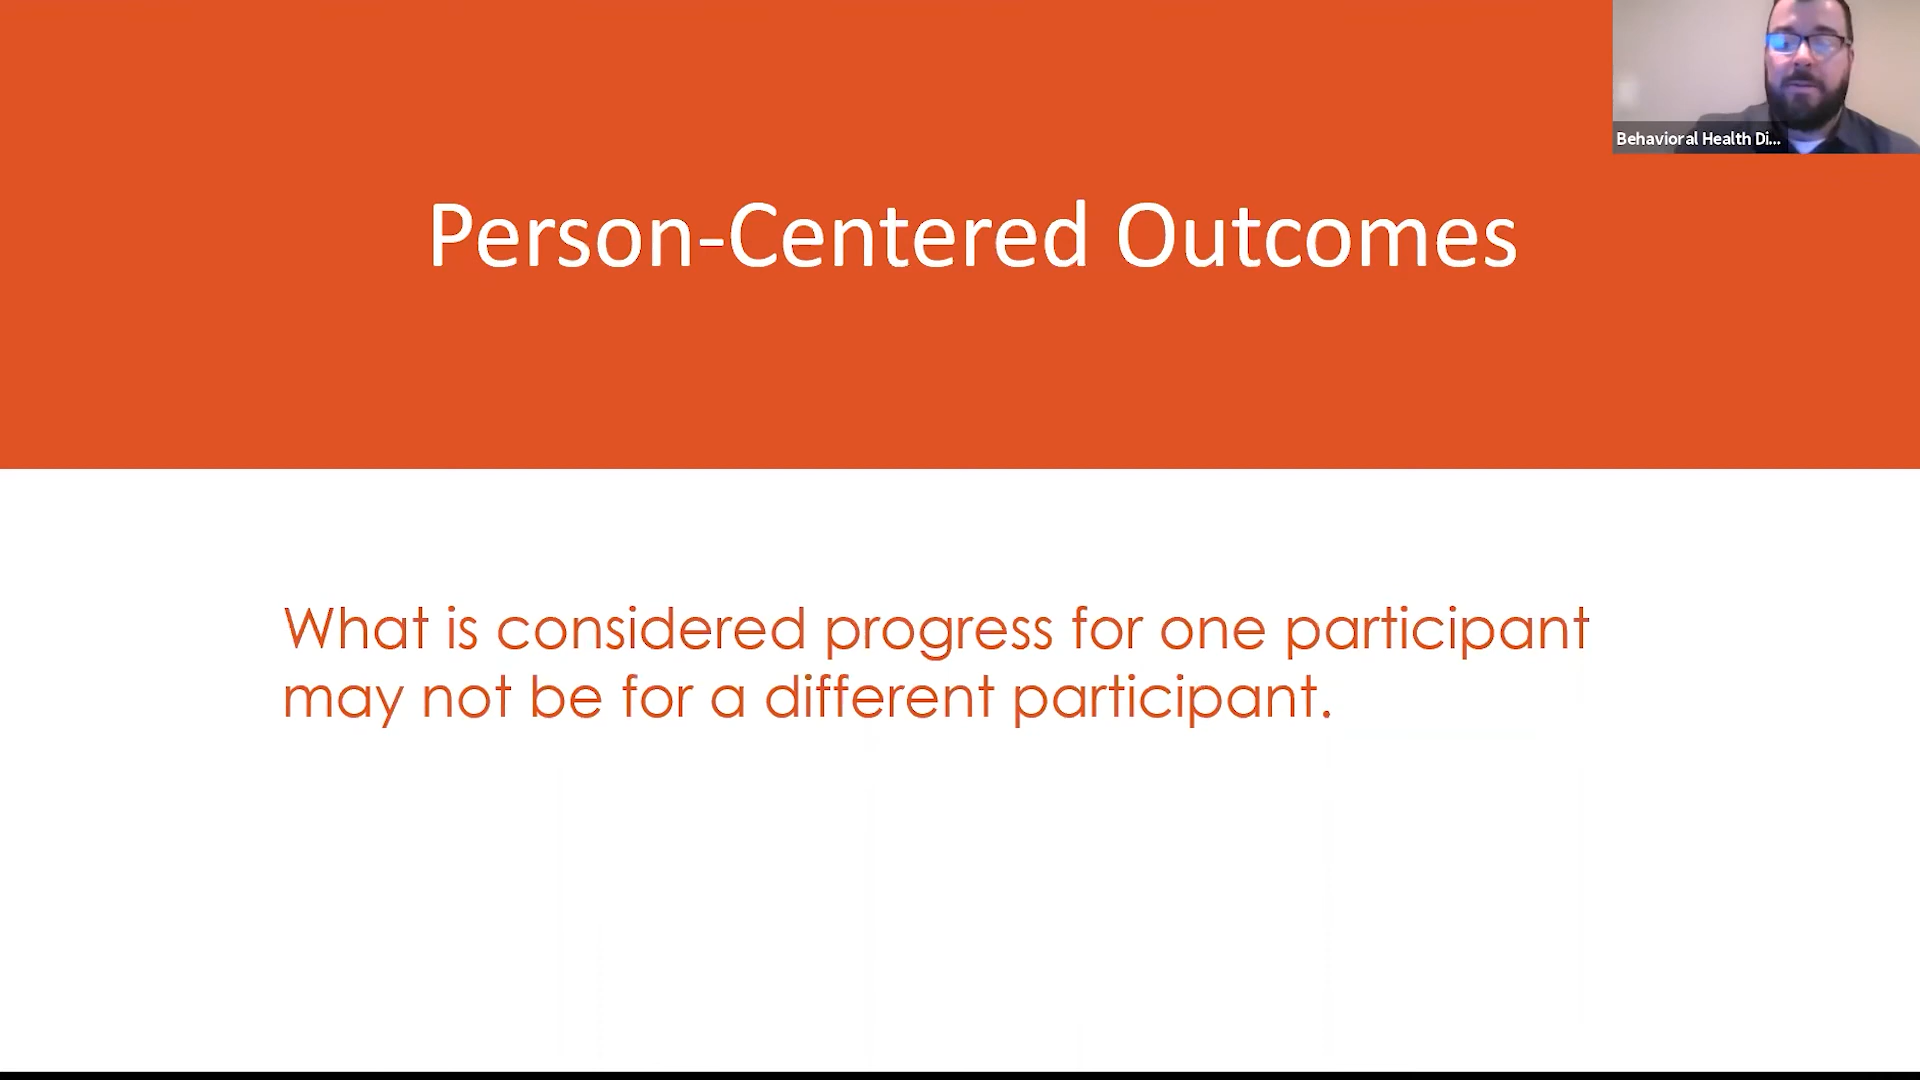 Behavioral Health Di...
Person-Centered Outcomes
What is considered progress for one participant
may not be for a different participant.